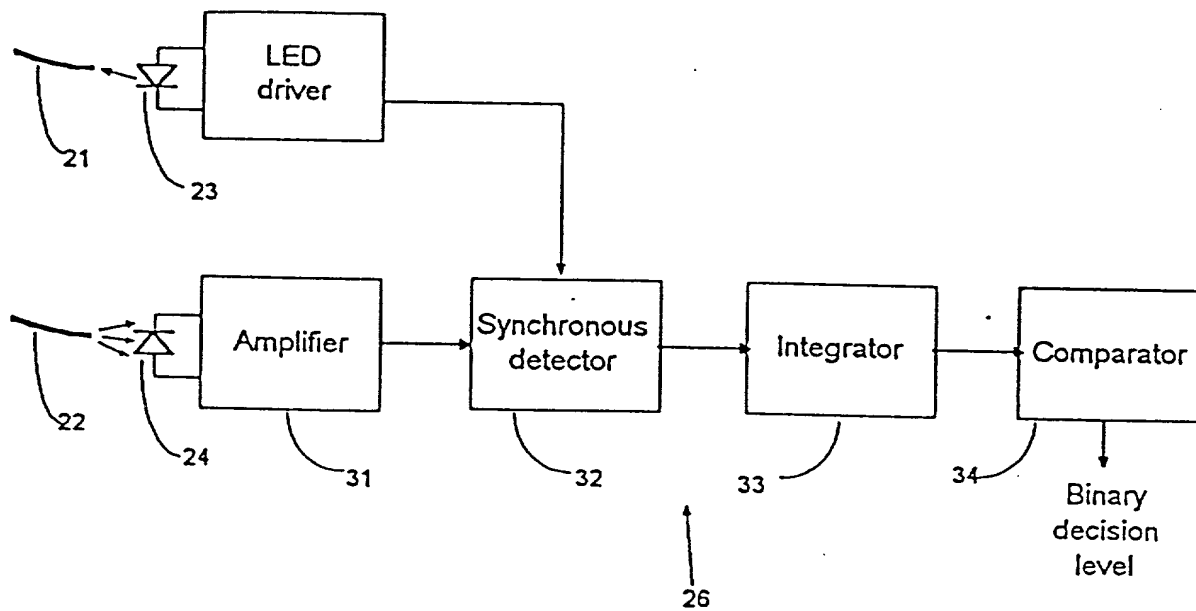 LED
driver
21
23
Amplifier
Synchronous
detector
Integrator
Comparator
22
24
31
32
33
34
Binary
decision
level
26